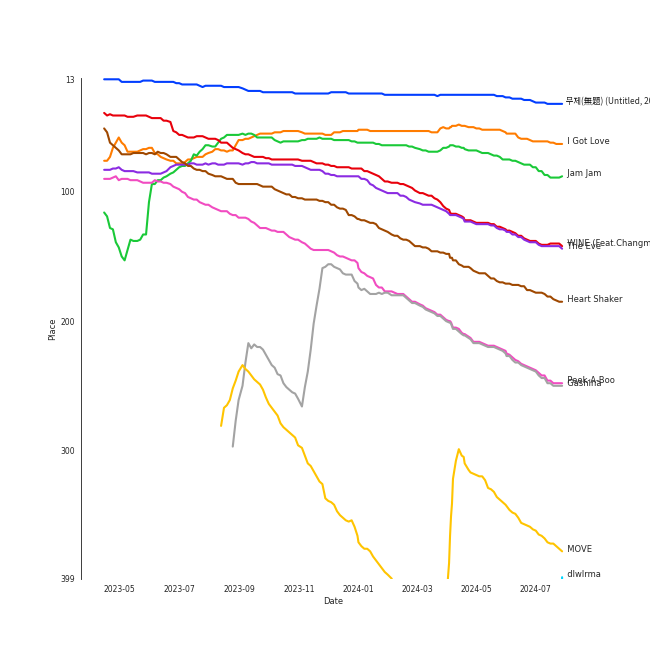 13
무제(無題) (Untitled, 20
I Got Love
Jam Jam
100
WINE (Feat.Changm
The Eve
Heart Shaker
200
Place
Peek-A-Boo
Gashina
300
MOVE
dlwlrma
399
2023-05 2023-07 2023-09 2023-11 2024-01 2024-03 2024-05 2024-07
Date